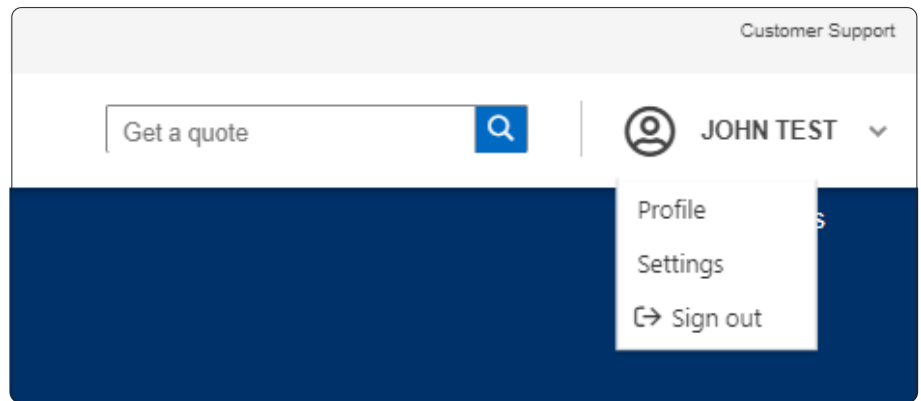 Customer Support
Get a quote
JOHN TEST
Profile
Settings
Sign out